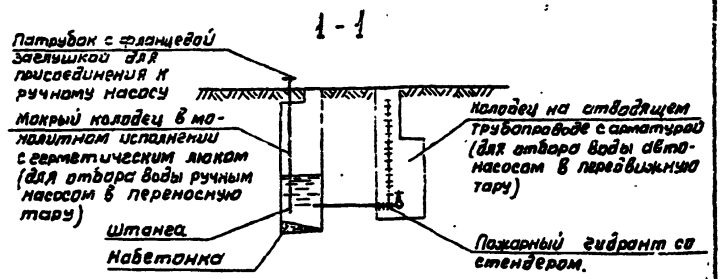 1-1
Патрубок с фланцевой
заглушкой для
присоединения к
ручному насосу
Мокрый колодец в мо-
нолитном исполнении
с герметическим люком
(для отбора воды ручным
насосом в переносную
тару)
Штанга
Набетонка
Колодец на отводящем
трубопроводе с арматурой
(для отбора воды авто-
насосом в передвижную
тару)
Пожарный гидрант со
стендером.